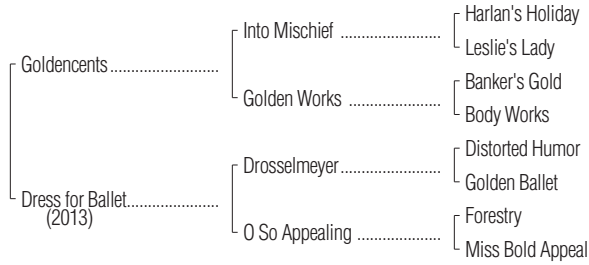 Harlan's Holiday
Into Mischief ......................
Leslie's Lady
Goldencents........................
Banker's Gold
Golden Works ....................
Body Works
Distorted Humor
Drosselmeyer......................
Golden Ballet
Dress for Ballet....................
(2013)
Forestry
O So Appealing ..................
Miss Bold Appeal